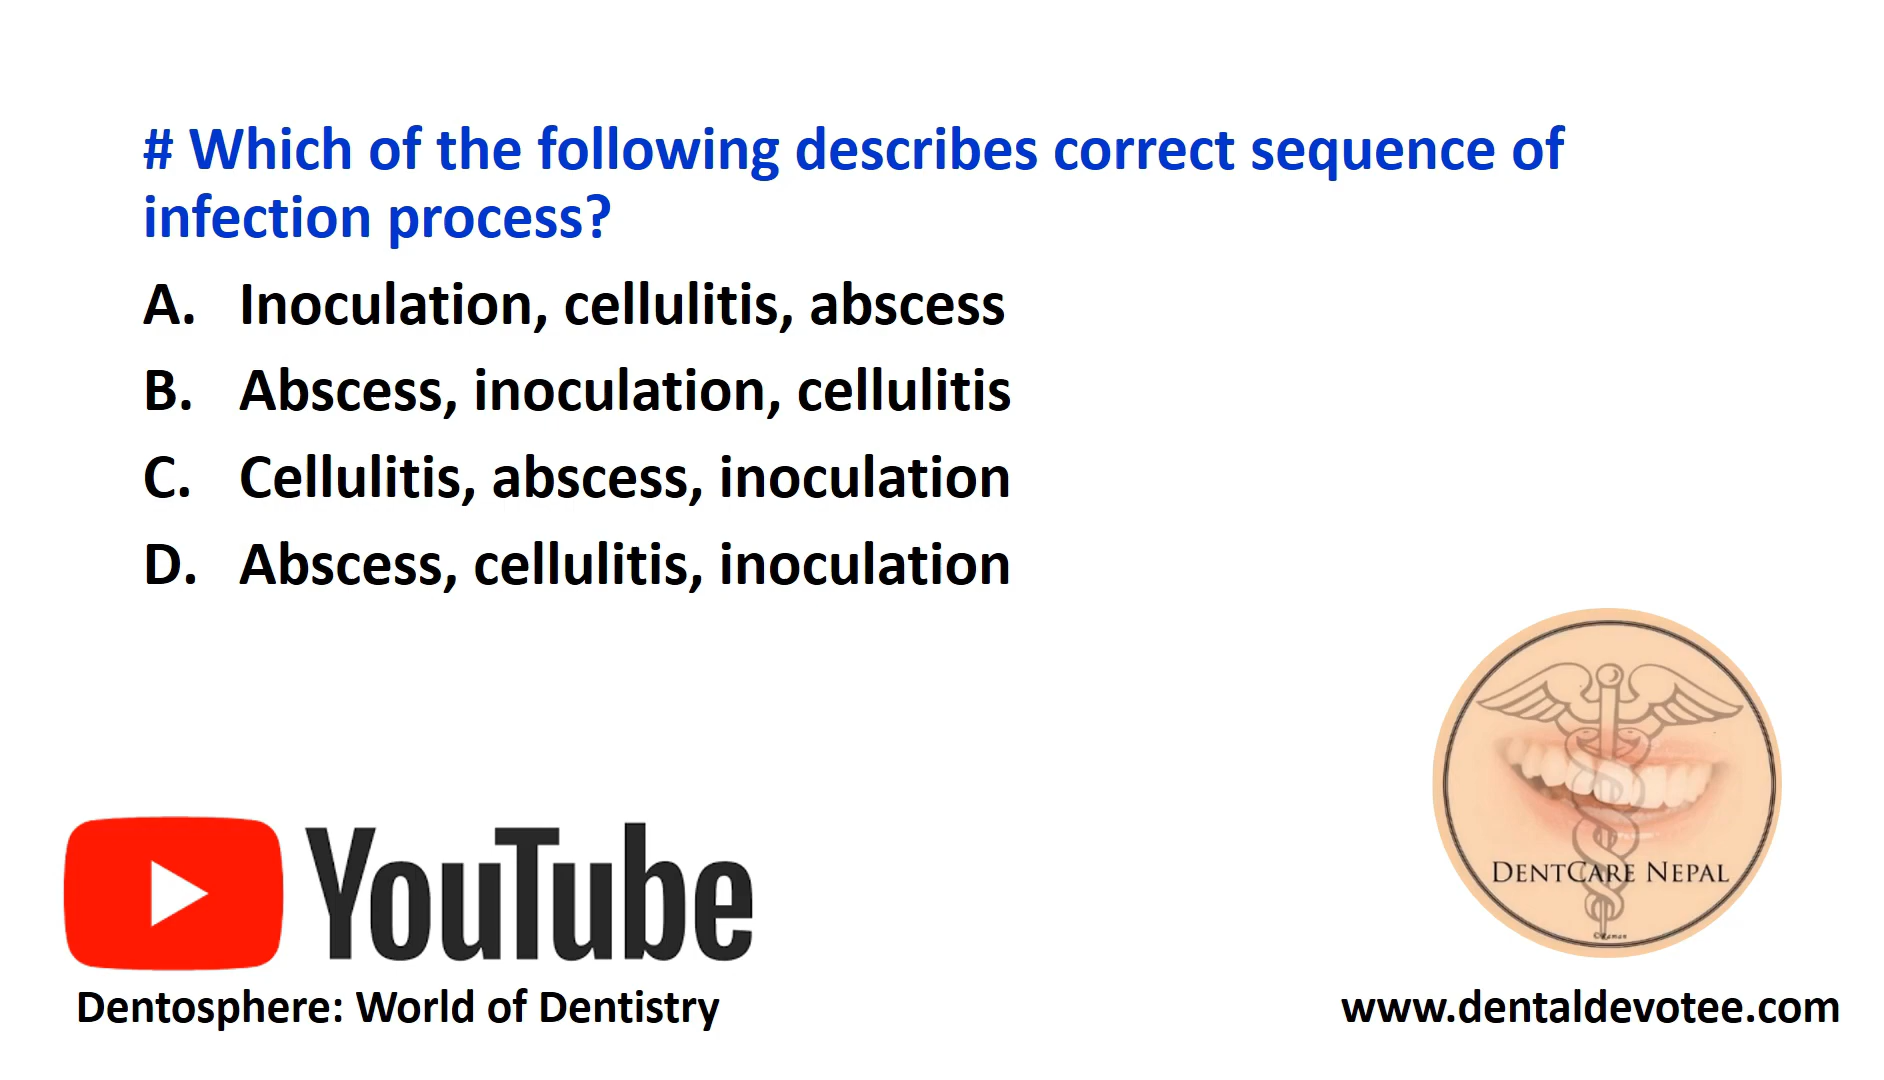 # Which of the following describes correct sequence of
infection process?
A. Inoculation, cellulitis, abscess
B. Abscess, inoculation, cellulitis
C. Cellulitis, abscess, inoculation
D. Abscess, cellulitis, inoculation
DENTCARE NEPAL
YouTube
Dentosphere: World of Dentistry
www.dentaldevotee.com